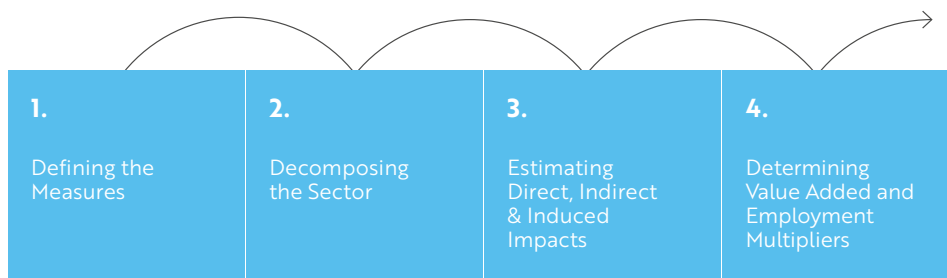 1.
Defining the
Measures
2.
Decomposing
the Sector
3.
Estimating
Direct, Indirect
& Induced
Impacts
4.
Determining
Value Added and
Employment
Multipliers